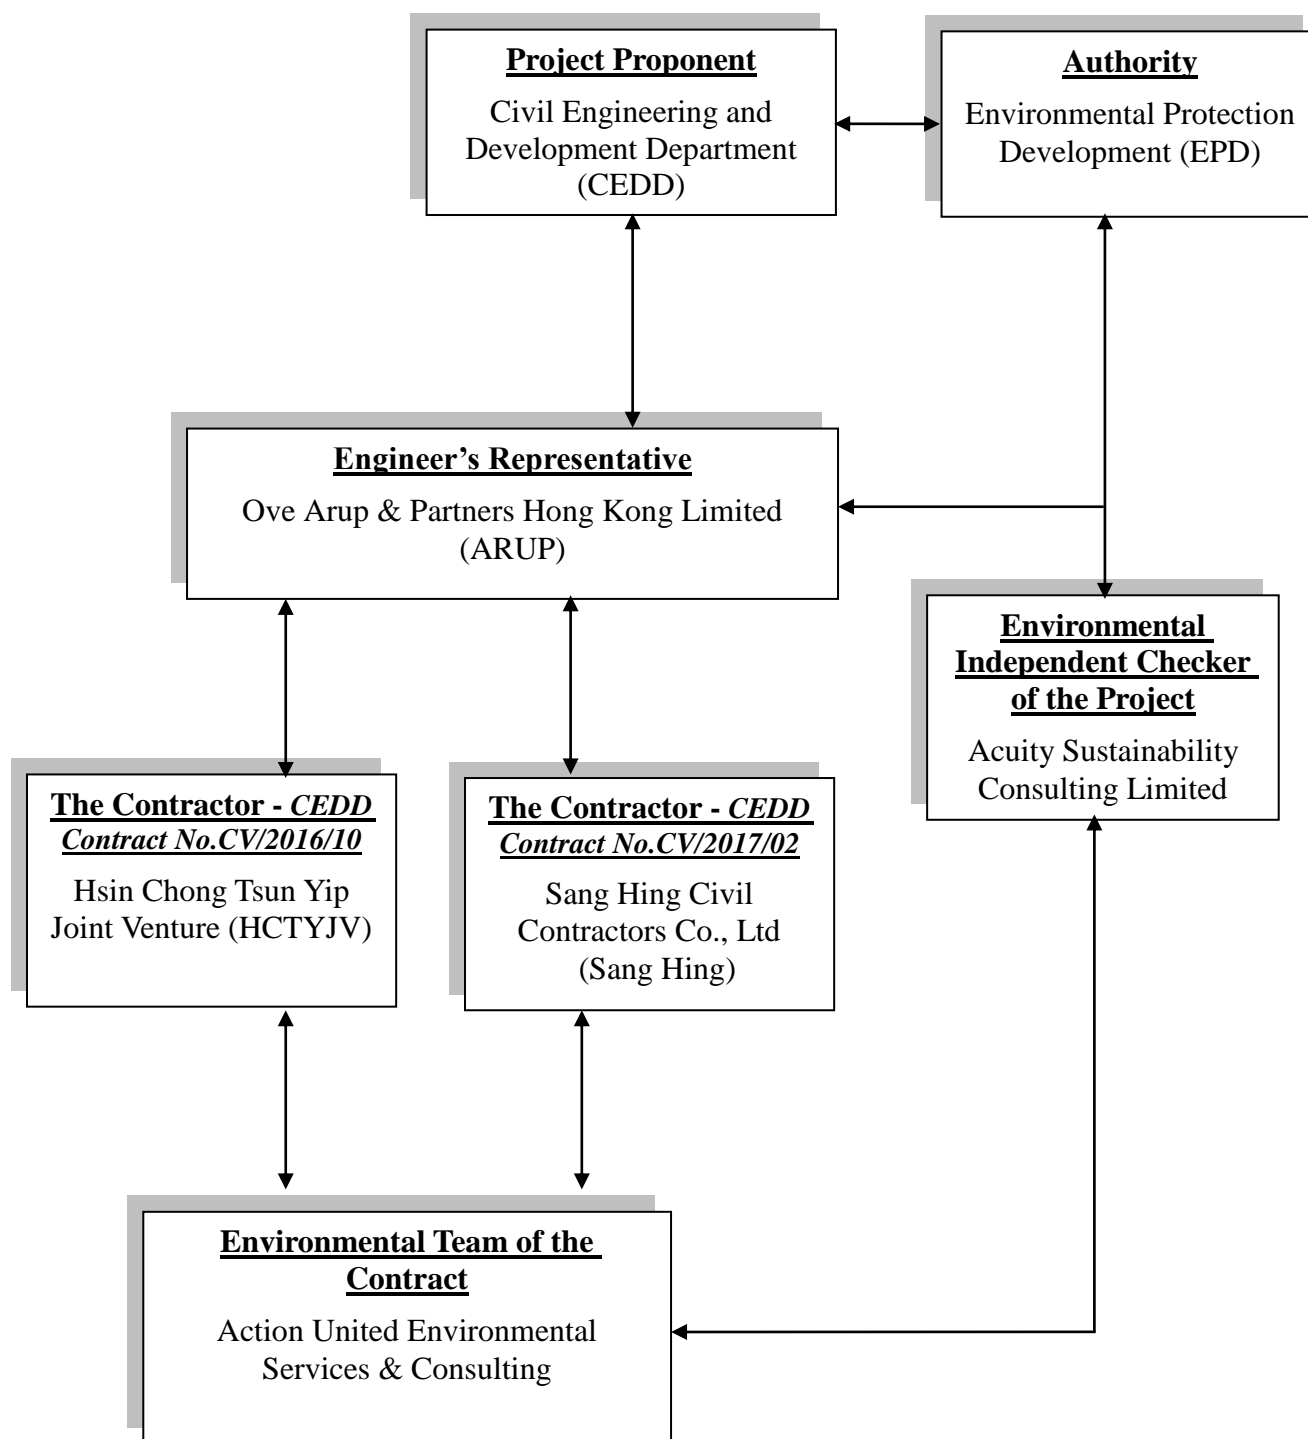 Project Proponent
Civil Engineering and
Development Department
(CEDD)
Authority
Environmental Protection
Development (EPD)
Engineer’s Representative
Ove Arup & Partners Hong Kong Limited
(ARUP)
Environmental
Independent Checker
of the Project
Acuity Sustainability
Consulting Limited
The Contractor - CEDD
Contract No.CV/2016/10
Hsin Chong Tsun Yip
Joint Venture (HCTYJV)
The Contractor - CEDD
Contract No.CV/2017/02
Sang Hing Civil
Contractors Co., Ltd
(Sang Hing)
Environmental Team of the
Contract
Action United Environmental
Services & Consulting